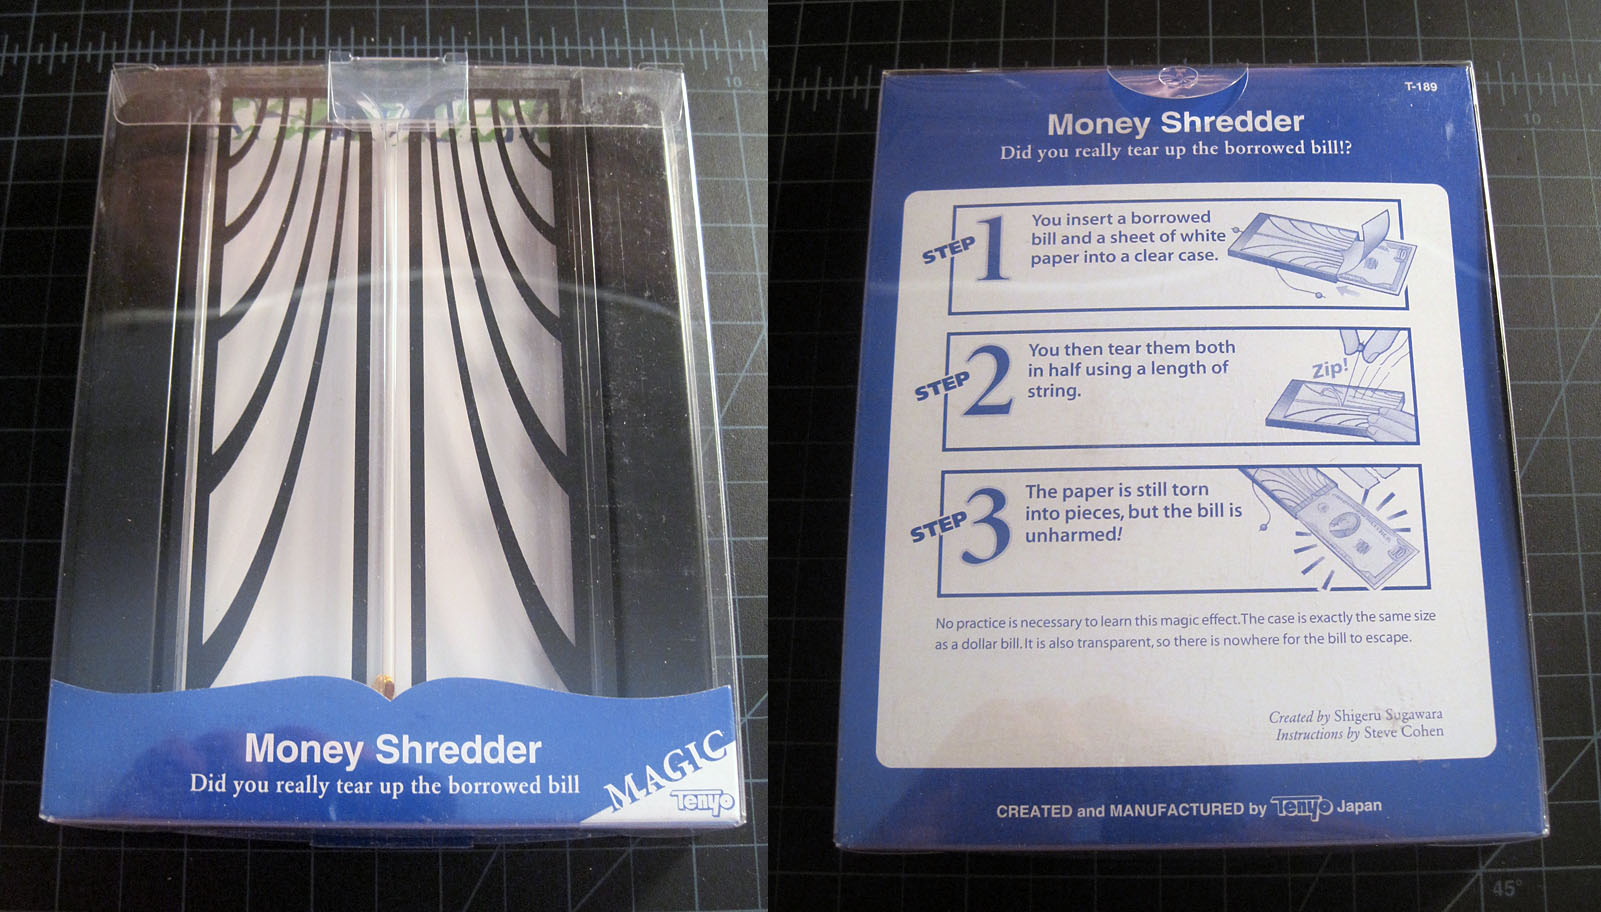 10
Money Shredder
Did you really tear up the borrowed bill
MAGIC
Tenyo
T-189
Money Shredder
Did you really tear up the borrowed bill!?
STEP 1
You insert a borrowed
bill and a sheet of white
paper into a clear case.
STEP 2
You then tear them both
in half using a length of
string.
Zip!
STEP 3
The paper is still torn
into pieces, but the bill is
unharmed!
No practice is necessary to learn this magic effect.The case is exactly the same size
as a dollar bill. It is also transparent, so there is nowhere for the bill to escape.
Created by Shigeru Sugawara
Instructions by Steve Cohen
CREATED and MANUFACTURED by Tenyo Japan
10
45°